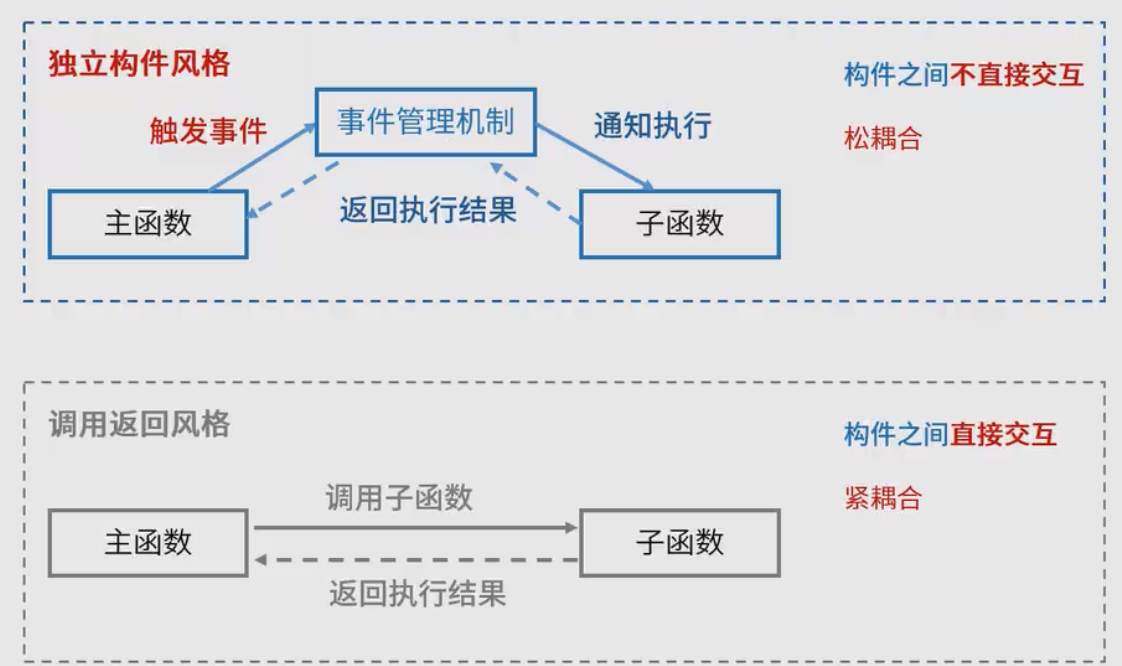 独立构件风格
构件之间不直接交互
触发事件
事件管理机制
通知执行
松耦合
主函数
返回执行结果
子函数
调用返回风格
构件之间直接交互
调用子函数
紧耦合
主函数
子函数
返回执行结果